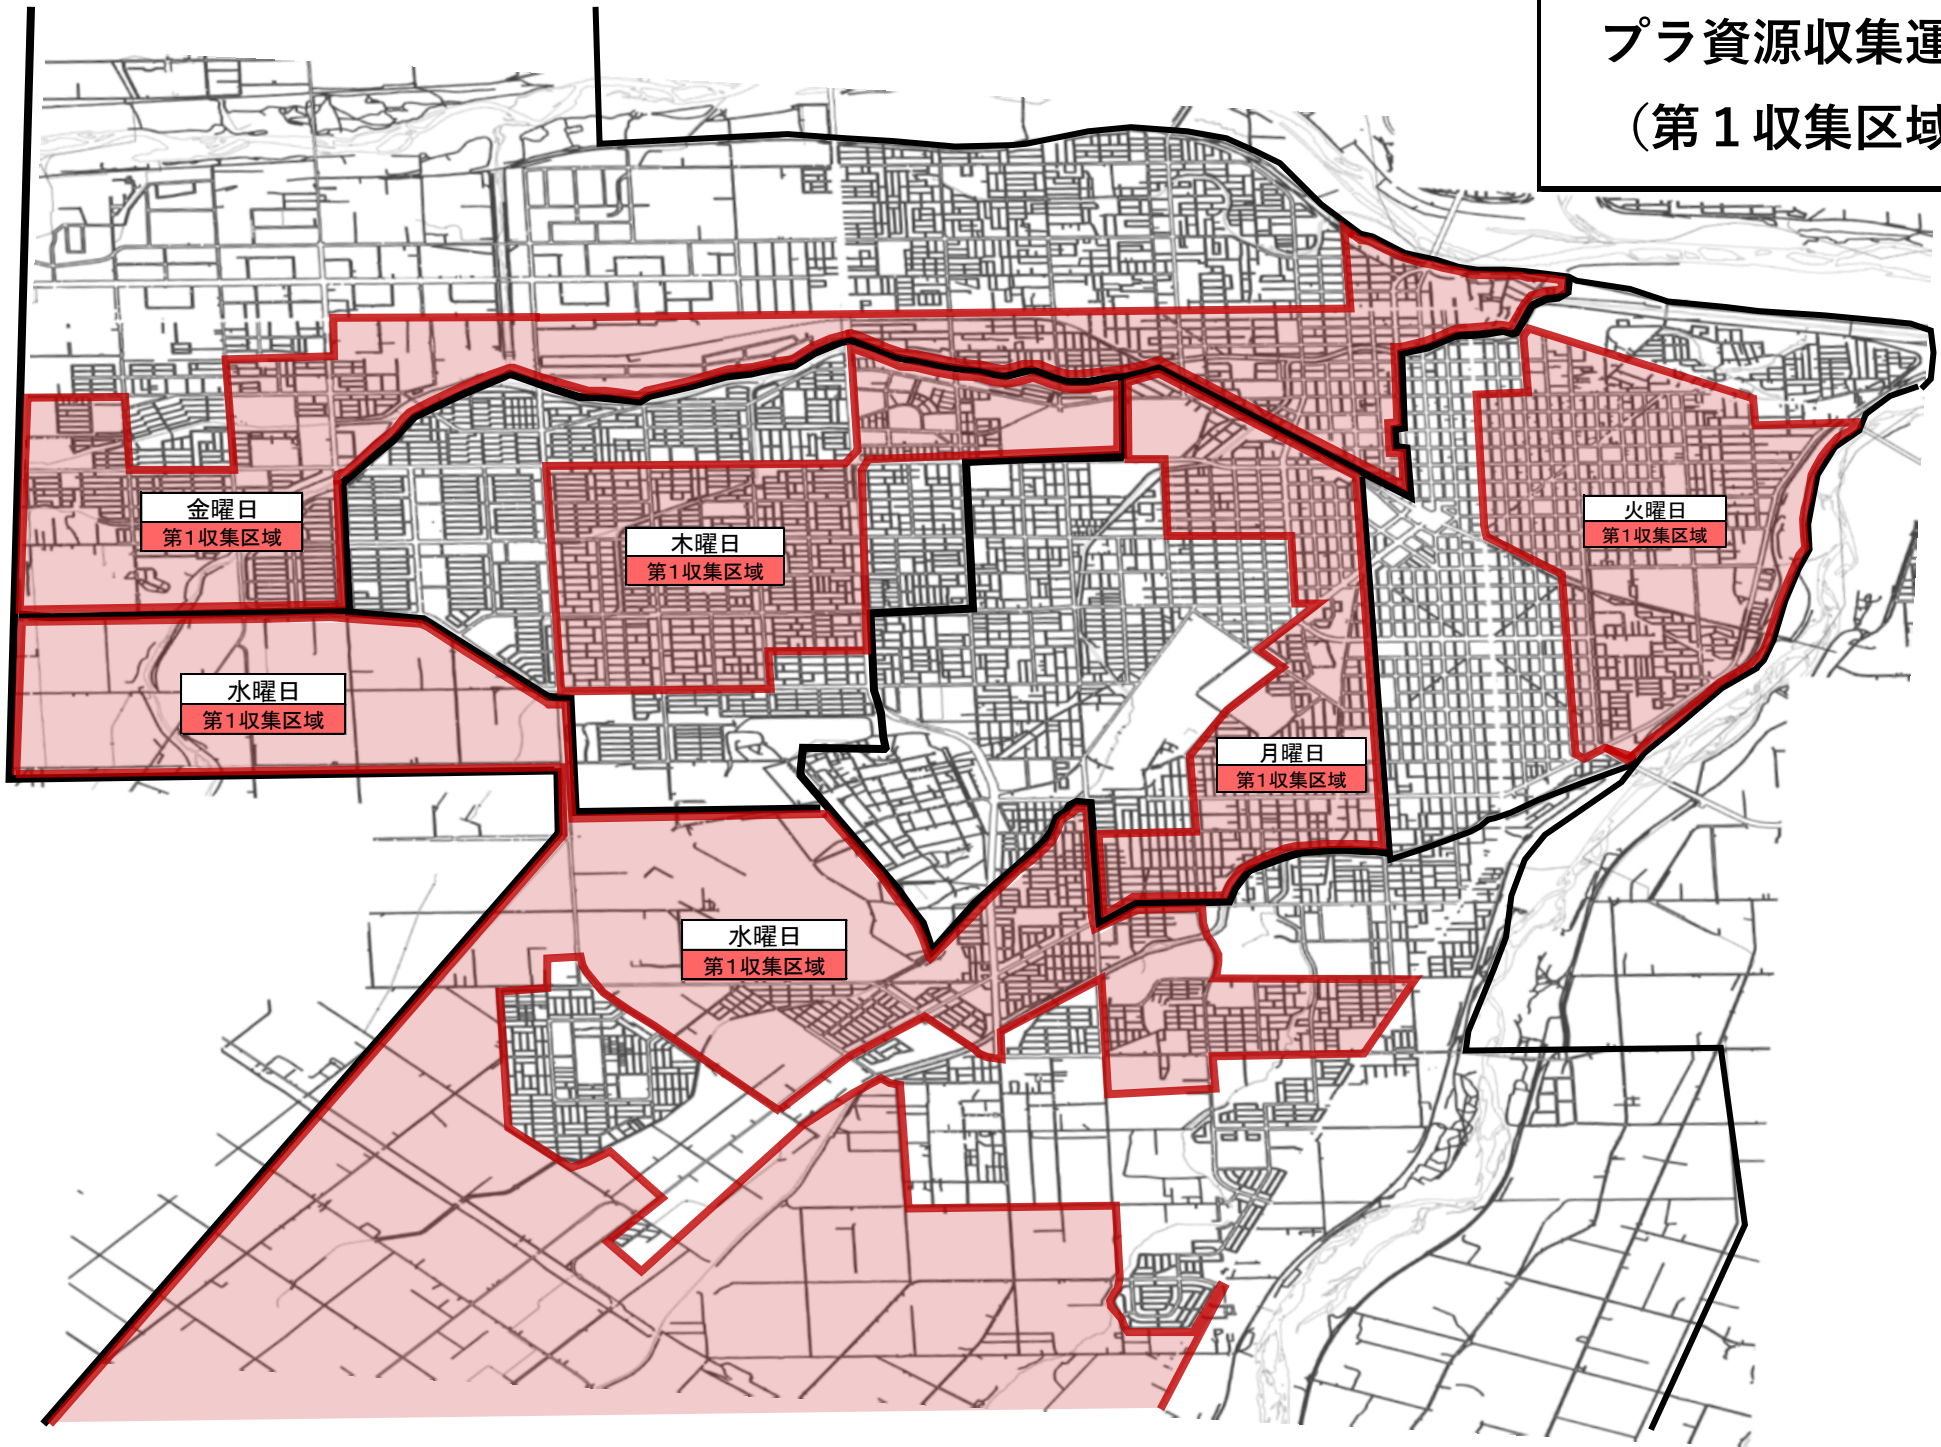 プラ資源収集運
（第１収集区域
金曜日
第1収集区域
木曜日
第1収集区域
火曜日
第1収集区域
水曜日
第1収集区域
月曜日
第1収集区域
水曜日
第1収集区域